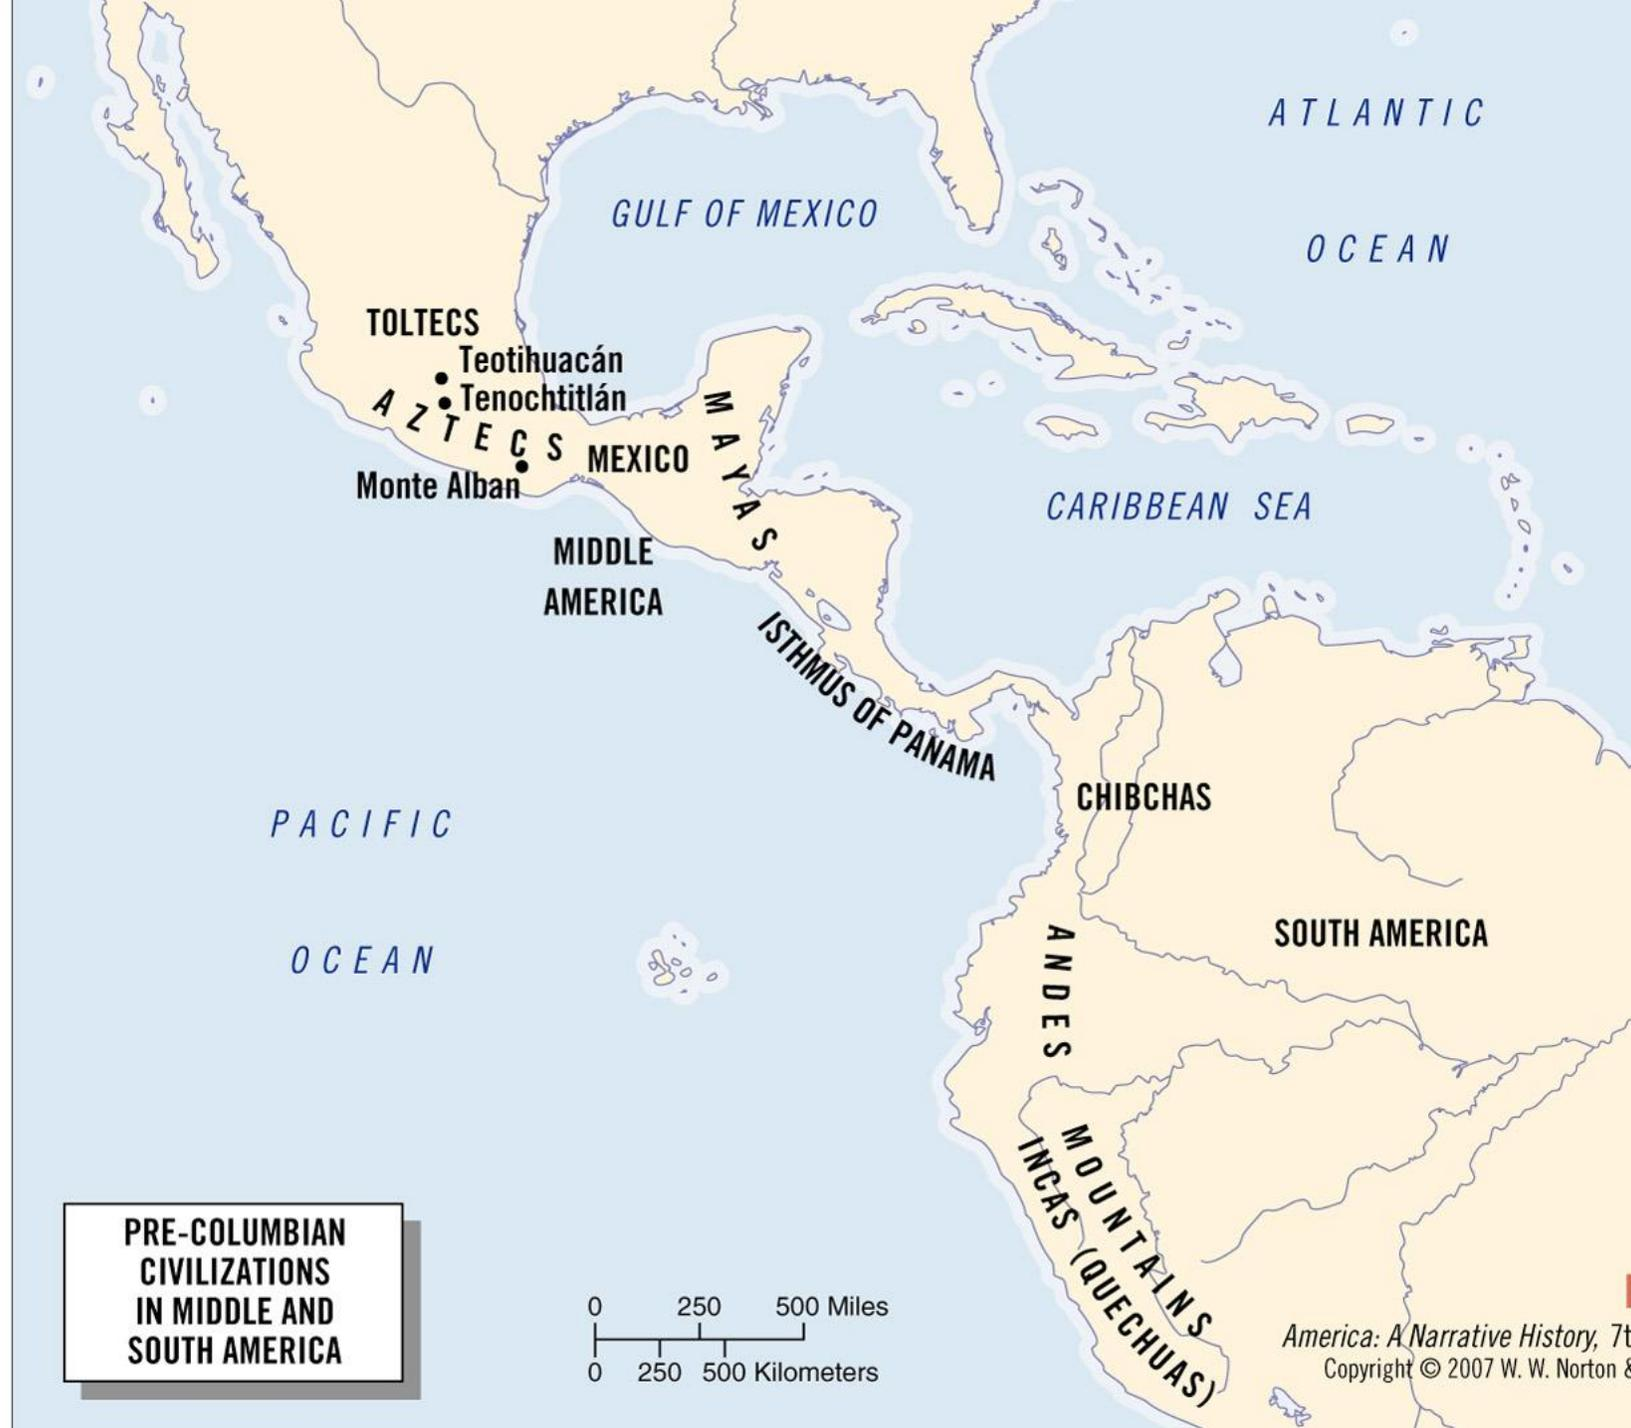 ATLANTIC
OCEAN
GULF OF MEXICO
TOLTECS
Teotihuacán
Tenochtitlán
AZTECS
MAYAS
MEXICO
Monte Alban
CARIBBEAN SEA
MIDDLE
AMERICA
ISTHMUS OF PANAMA
CHIBCHAS
PACIFIC
OCEAN
SOUTH AMERICA
ANDES
MOUNTAINS
INCAS (QUECHUAS)
PRE-COLUMBIAN
CIVILIZATIONS
IN MIDDLE AND
SOUTH AMERICA
0 250 500 Miles
0 250 500 Kilometers
America: A Narrative History, 7t
Copyright © 2007 W. W. Norton &